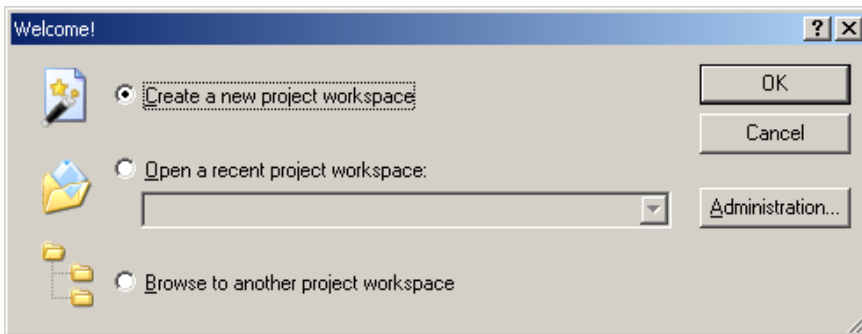 Welcome!
Create a new project workspace
OK
Cancel
Open a recent project workspace:
Administration...
Browse to another project workspace